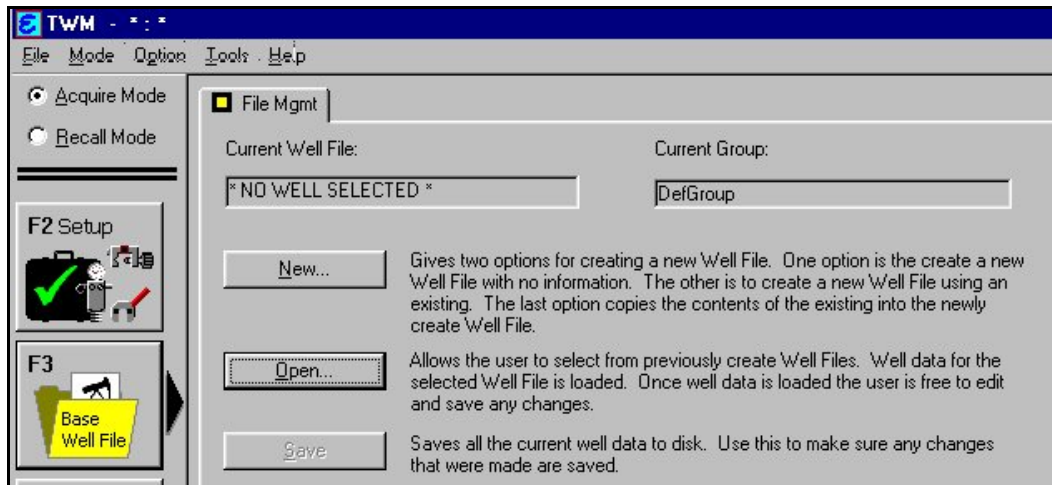 TWM - * : *
File Mode Option Tools Help
Acquire Mode
Recall Mode
F2 Setup
F3
Base
Well File
File Mgmt
Current Well File:
Current Group:
* NO WELL SELECTED *
DefGroup
New...
Gives two options for creating a new Well File. One option is the create a new
Well File with no information. The other is to create a new Well File using an
existing. The last option copies the contents of the existing into the newly
create Well File.
Open...
Allows the user to select from previously create Well Files. Well data for the
selected Well File is loaded. Once well data is loaded the user is free to edit
and save any changes.
Save
Saves all the current well data to disk. Use this to make sure any changes
that were made are saved.